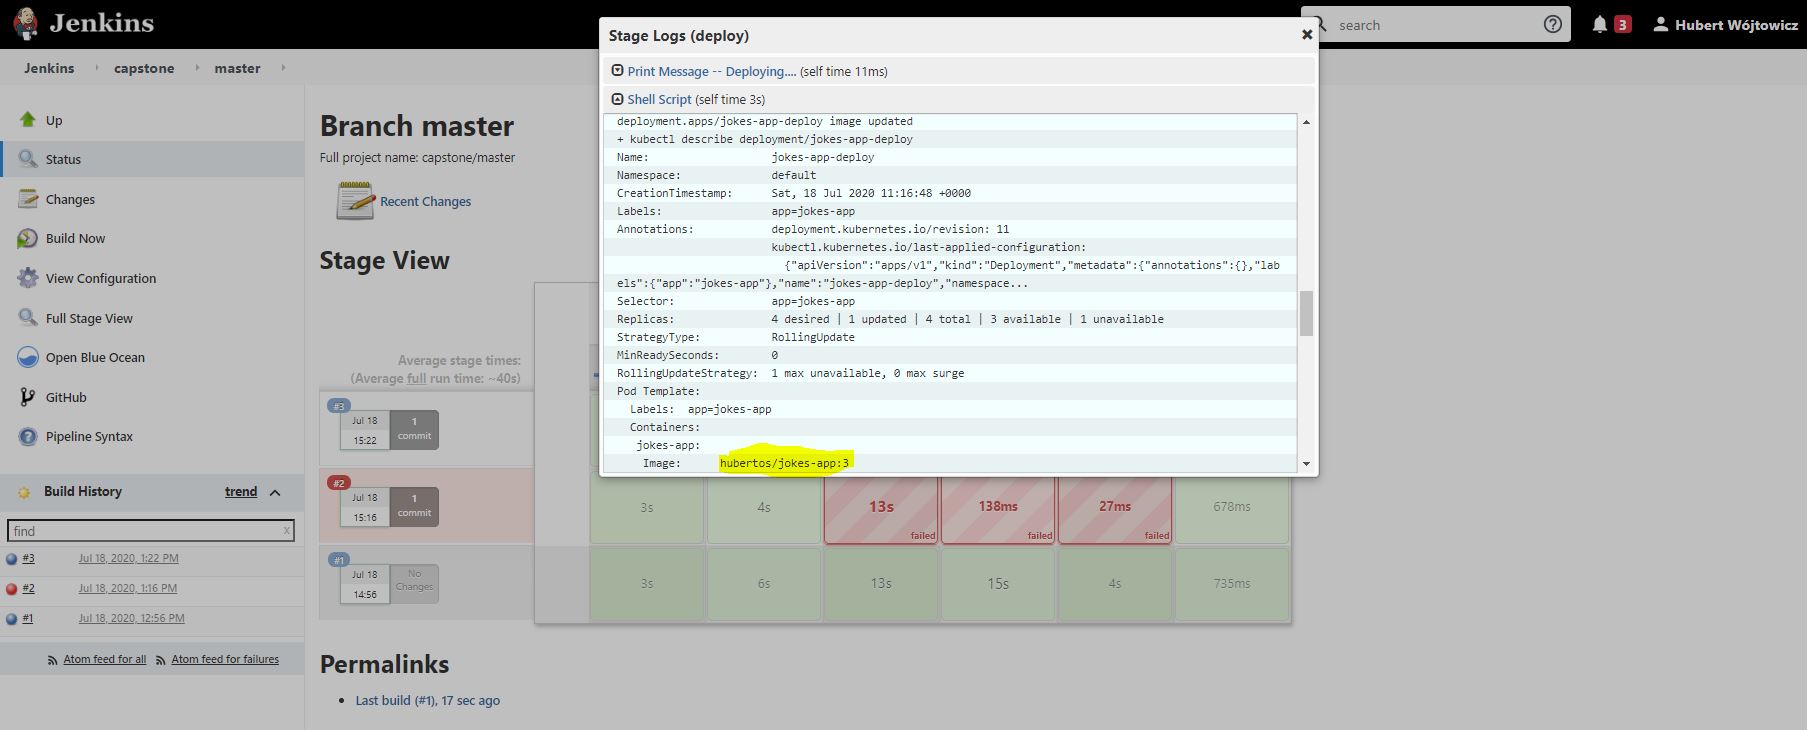 Jenkins
search
3
Hubert Wójtowicz
Jenkins
capstone
master
Up
Status
Changes
Build Now
View Configuration
Full Stage View
Open Blue Ocean
GitHub
Pipeline Syntax
Build History
trend
find
x
#3
Jul 18, 2020, 1:22 PM
#2
Jul 18, 2020, 1:16 PM
#1
Jul 18, 2020, 12:56 PM
Atom feed for all
Atom feed for failures
Branch master
Full project name: capstone/master
Recent Changes
Stage View
Average stage times:
(Average full run time: ~40s)
#3
Jul 18
15:22
1
commit
#2
Jul 18
15:16
1
commit
3s
4s
13s
failed
138ms
failed
27ms
failed
678ms
#1
Jul 18
14:56
No
Changes
3s
6s
13s
15s
4s
735ms
Permalinks
Last build (#1), 17 sec ago
Stage Logs (deploy)
Print Message -- Deploying.... (self time 11ms)
Shell Script (self time 3s)
deployment.apps/jokes-app-deploy image updated
+ kubectl describe deployment/jokes-app-deploy
Name: jokes-app-deploy
Namespace: default
CreationTimestamp: Sat, 18 Jul 2020 11:16:48 +0000
Labels: app=jokes-app
Annotations: deployment.kubernetes.io/revision: 11
kubectl.kubernetes.io/last-applied-configuration:
{"apiVersion":"apps/v1","kind":"Deployment","metadata":{"annotations":{},"lab
els":{"app":"jokes-app"},"name":"jokes-app-deploy","namespace...
Selector: app=jokes-app
Replicas: 4 desired | 1 updated | 4 total | 3 available | 1 unavailable
StrategyType: RollingUpdate
MinReadySeconds: 0
RollingUpdateStrategy: 1 max unavailable, 0 max surge
Pod Template:
Labels: app=jokes-app
Containers:
jokes-app:
Image: hubertos/jokes-app:3